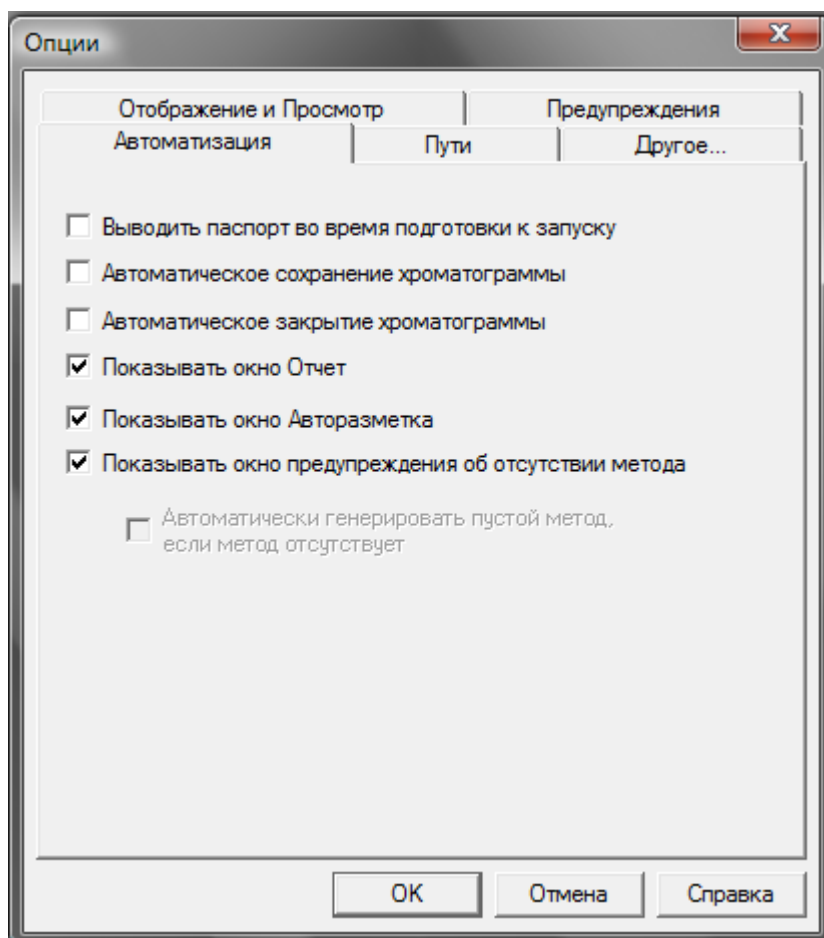 Опции
Отображение и Просмотр
Предупреждения
Автоматизация
Пути
Другое...
Выводить паспорт во время подготовки к запуску
Автоматическое сохранение хроматограммы
Автоматическое закрытие хроматограммы
Показывать окно Отчет
Показывать окно Авторазметка
Показывать окно предупреждения об отсутствии метода
Автоматически генерировать пустой метод,
если метод отсутствует
OK
Отмена
Справка